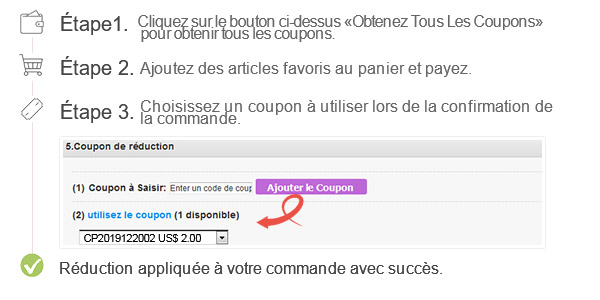 Étape1. Cliquez sur le bouton ci-dessus «Obtenez Tous Les Coupons»
pour obtenir tous les coupons.
Étape 2. Ajoutez des articles favoris au panier et payez.
Étape 3. Choisissez un coupon à utiliser lors de la confirmation de
la commande.
5.Coupon de réduction
(1) Coupon à Saisir: Enter un code de coup Ajouter le Coupon
(2) utilisez le coupon (1 disponible)
CP2019122002 US$ 2.00
Réduction appliquée à votre commande avec succès.